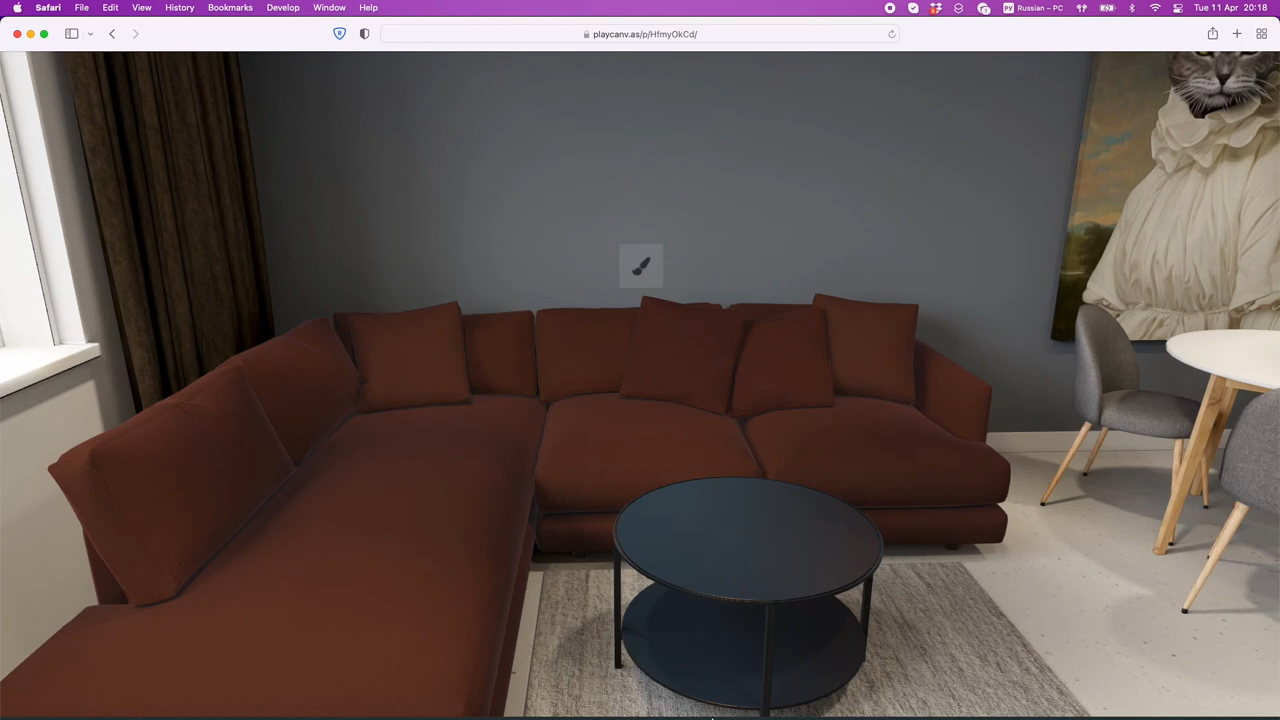 Safari File Edit View History Bookmarks Develop Window Help
Russian – PC
Tue 11 Apr 20:18
playcanv.as/p/HfmyOkCd/